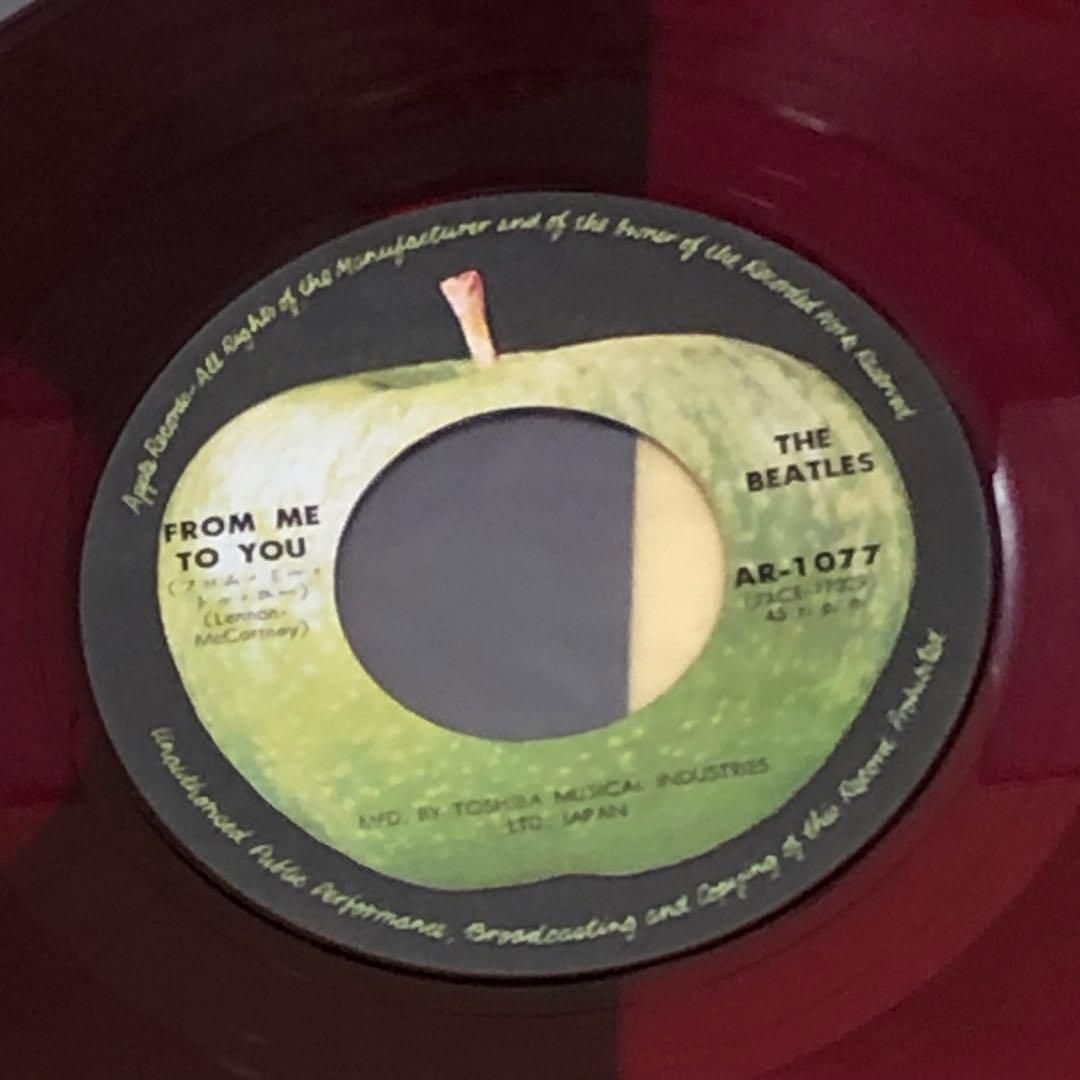 Apple Records-All Rights of the Manufacturer and of the Owner of the Recorded Work Reserved
FROM ME
TO YOU
(Lennon-
McCartney)
THE
BEATLES
AR-1077
45 r. p. m.
MFD. BY TOSHIBA MUSICAL INDUSTRIES
LTD. JAPAN
Unauthorised Public Performance, Broadcasting and Copying of this Record Prohibited